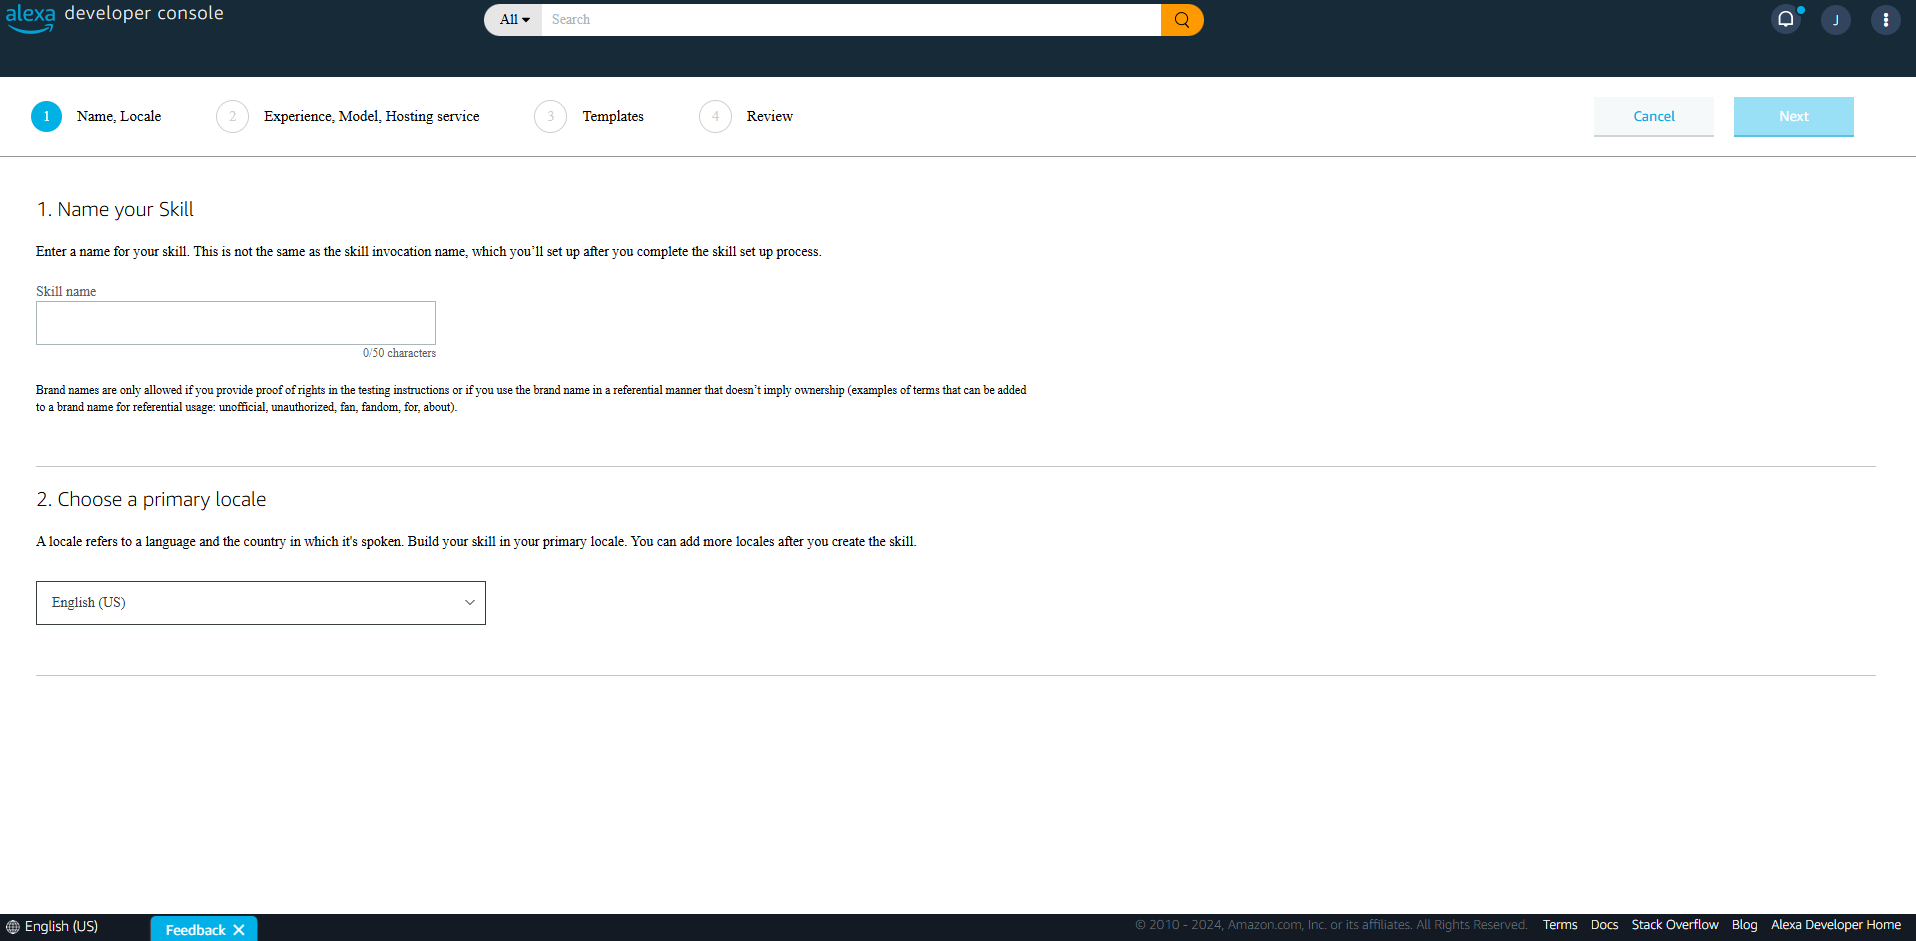 alexa developer console
All
Search
J
1 Name, Locale
2 Experience, Model, Hosting service
3 Templates
4 Review
Cancel
Next
1. Name your Skill
Enter a name for your skill. This is not the same as the skill invocation name, which you’ll set up after you complete the skill set up process.
Skill name
0/50 characters
Brand names are only allowed if you provide proof of rights in the testing instructions or if you use the brand name in a referential manner that doesn’t imply ownership (examples of terms that can be added
to a brand name for referential usage: unofficial, unauthorized, fan, fandom, for, about).
2. Choose a primary locale
A locale refers to a language and the country in which it's spoken. Build your skill in your primary locale. You can add more locales after you create the skill.
English (US)
English (US)
Feedback
© 2010 - 2024, Amazon.com, Inc. or its affiliates. All Rights Reserved.
Terms
Docs
Stack Overflow
Blog
Alexa Developer Home